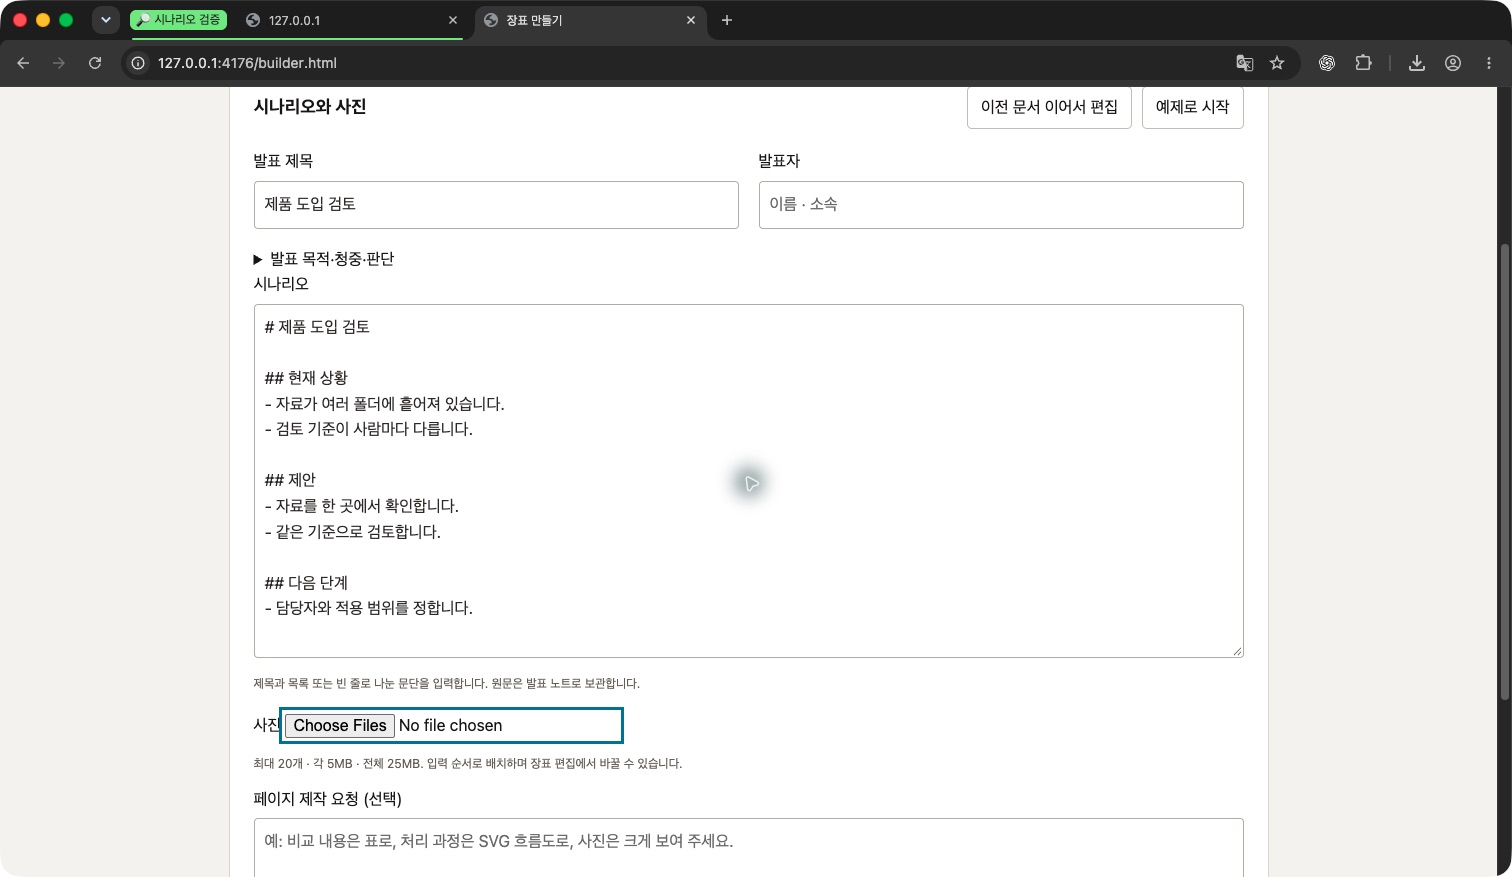 시나리오 검증
127.0.0.1
장표 만들기
127.0.0.1:4176/builder.html
시나리오와 사진
이전 문서 이어서 편집
예제로 시작
발표 제목
발표자
제품 도입 검토
이름 · 소속
발표 목적·청중·판단
시나리오
# 제품 도입 검토
## 현재 상황
- 자료가 여러 폴더에 흩어져 있습니다.
- 검토 기준이 사람마다 다릅니다.
## 제안
- 자료를 한 곳에서 확인합니다.
- 같은 기준으로 검토합니다.
## 다음 단계
- 담당자와 적용 범위를 정합니다.
제목과 목록 또는 빈 줄로 나눈 문단을 입력합니다. 원문은 발표 노트로 보관합니다.
사진 Choose Files No file chosen
최대 20개 · 각 5MB · 전체 25MB. 입력 순서로 배치하며 장표 편집에서 바꿀 수 있습니다.
페이지 제작 요청 (선택)
예: 비교 내용은 표로, 처리 과정은 SVG 흐름도로, 사진은 크게 보여 주세요.